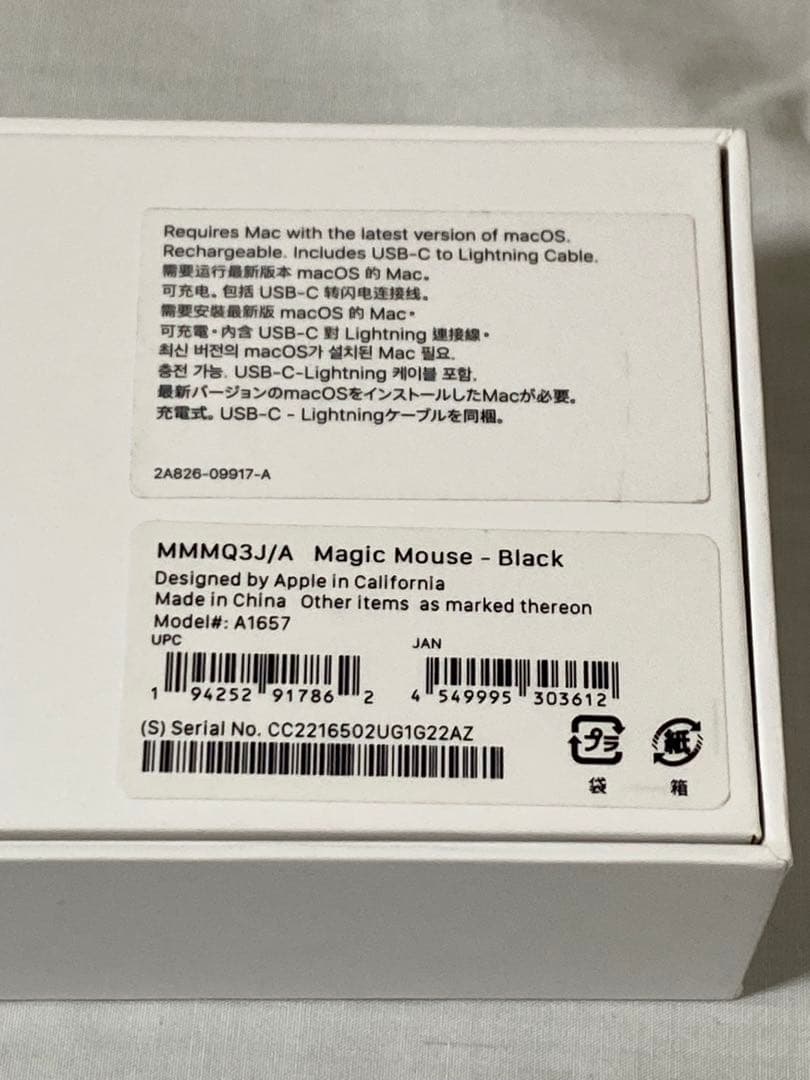 Requires Mac with the latest version of macOS.
Rechargeable. Includes USB-C to Lightning Cable.
需要运行最新版本 macOS 的 Mac。
可充电。包括 USB-C 转闪电连接线。
需要安裝最新版 macOS 的 Mac。
可充電。內含 USB-C 對 Lightning 連接線。
최신 버전의 macOS가 설치된 Mac 필요.
충전 가능. USB-C-Lightning 케이블 포함.
最新バージョンのmacOSをインストールしたMacが必要。
充電式。USB-C - Lightningケーブルを同梱。
2A826-09917-A
MMMQ3J/A Magic Mouse - Black
Designed by Apple in California
Made in China Other items as marked thereon
Model#: A1657
UPC JAN
1 94252 91786 2 4 549995 303612
(S) Serial No. CC2216502UG1G22AZ
プラ 紙
袋 箱